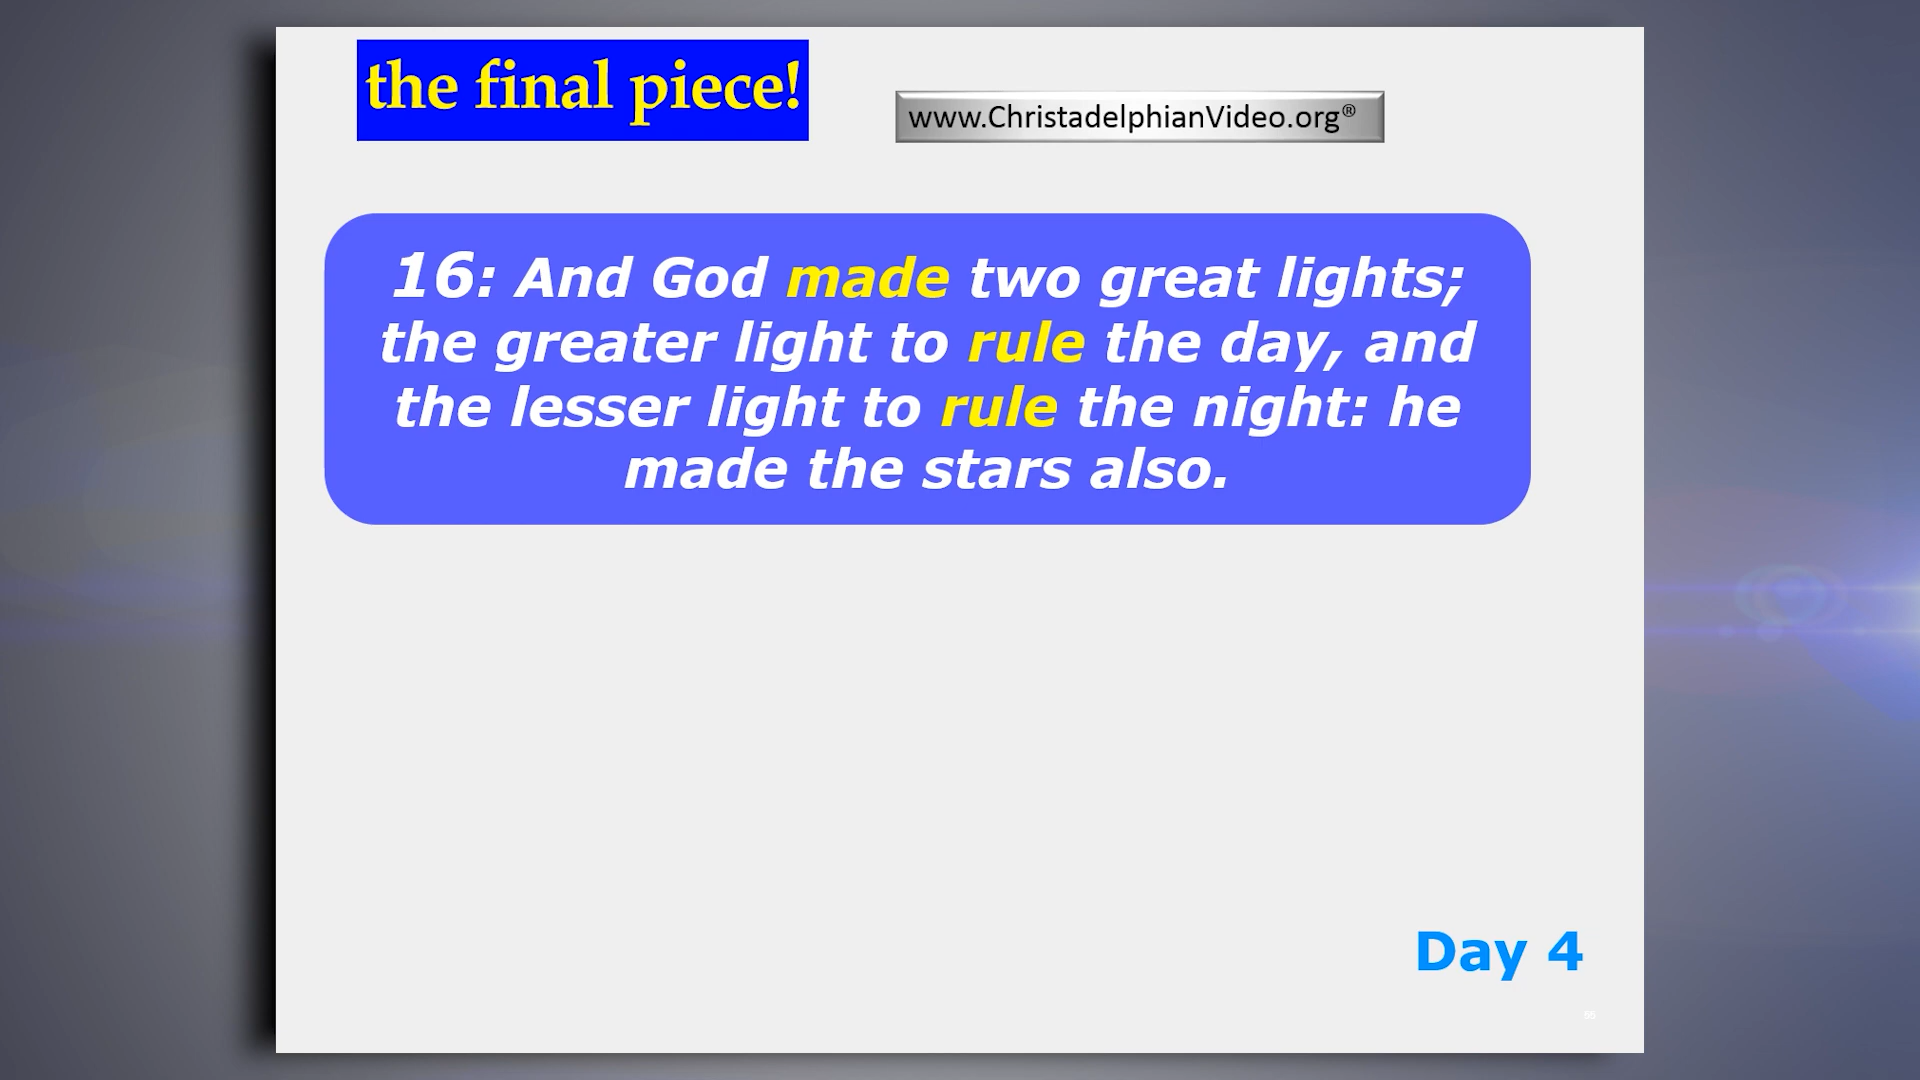 the final piece!
www.ChristadelphianVideo.org®
16: And God made two great lights;
the greater light to rule the day, and
the lesser light to rule the night: he
made the stars also.
Day 4
55